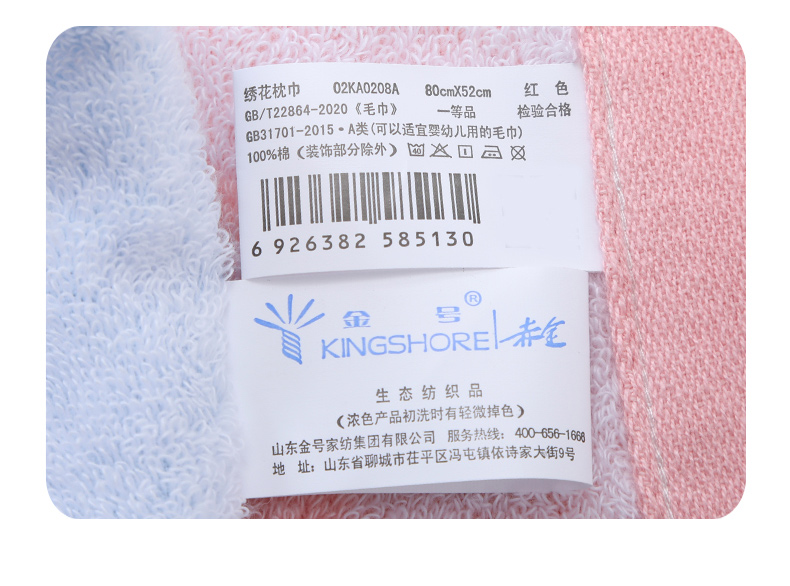 绣花枕巾 02KA0208A 80cmX52cm 红 色
GB/T22864-2020《毛巾》 一等品 检验合格
GB31701-2015·A类(可以适宜婴幼儿用的毛巾)
100%棉(装饰部分除外) 40
6 926382 585130
金 号®
KINGSHORE 赤金
生态纺织品
(浓色产品初洗时有轻微掉色)
山东金号家纺集团有限公司 服务热线: 400-656-1666
地 址: 山东省聊城市茌平区冯屯镇依诗家大街9号